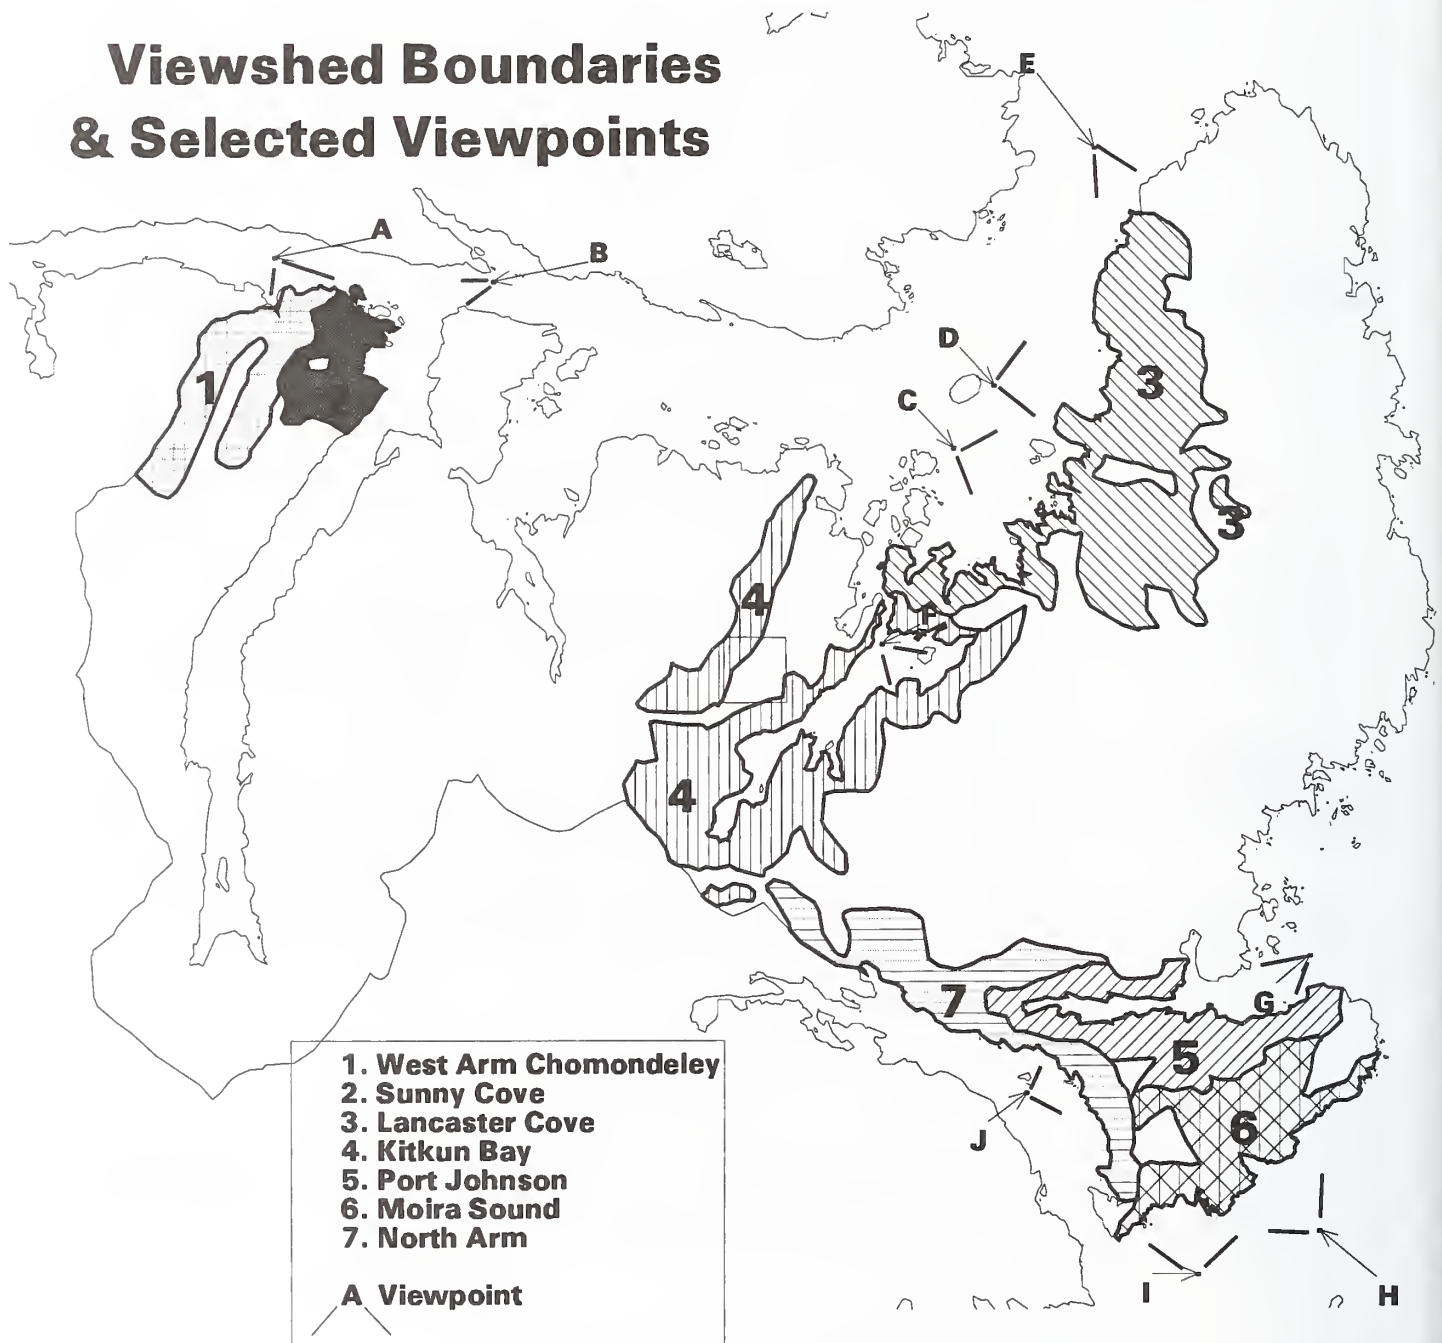 Viewshed Boundaries
& Selected Viewpoints
E
A
B
D
C
1
3
3
4
F
4
7
G
5
6
J
I
H
1. West Arm Chomondeley
2. Sunny Cove
3. Lancaster Cove
4. Kitkun Bay
5. Port Johnson
6. Moira Sound
7. North Arm
A Viewpoint